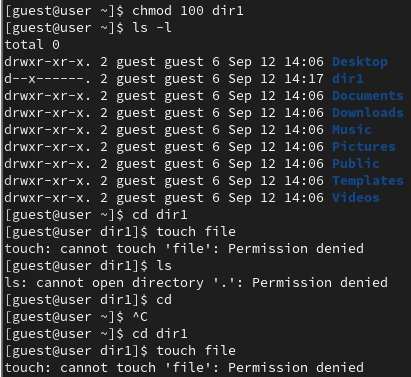 [guest@user ~]$ chmod 100 dir1
[guest@user ~]$ ls -l
total 0
drwxr-xr-x. 2 guest guest 6 Sep 12 14:06 Desktop
d--x------. 2 guest guest 6 Sep 12 14:17 dir1
drwxr-xr-x. 2 guest guest 6 Sep 12 14:06 Documents
drwxr-xr-x. 2 guest guest 6 Sep 12 14:06 Downloads
drwxr-xr-x. 2 guest guest 6 Sep 12 14:06 Music
drwxr-xr-x. 2 guest guest 6 Sep 12 14:06 Pictures
drwxr-xr-x. 2 guest guest 6 Sep 12 14:06 Public
drwxr-xr-x. 2 guest guest 6 Sep 12 14:06 Templates
drwxr-xr-x. 2 guest guest 6 Sep 12 14:06 Videos
[guest@user ~]$ cd dir1
[guest@user dir1]$ touch file
touch: cannot touch 'file': Permission denied
[guest@user dir1]$ ls
ls: cannot open directory '.': Permission denied
[guest@user dir1]$ cd
[guest@user ~]$ ^C
[guest@user ~]$ cd dir1
[guest@user dir1]$ touch file
touch: cannot touch 'file': Permission denied